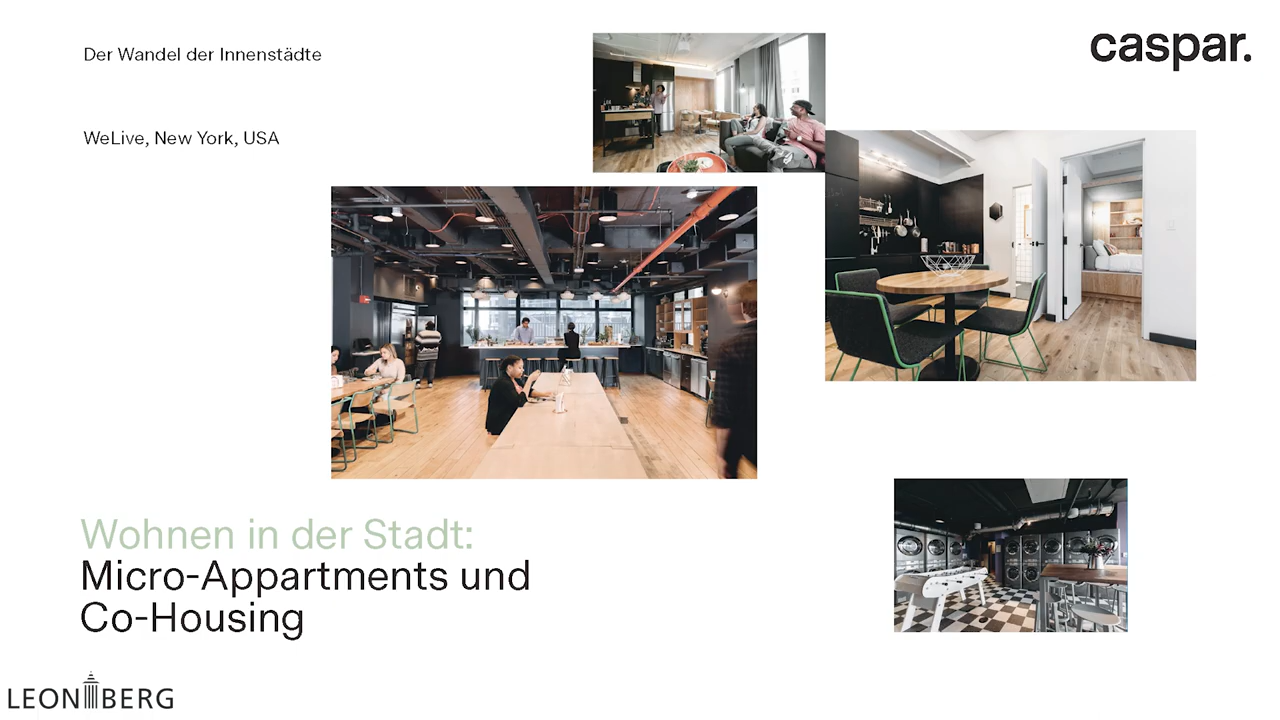 Der Wandel der Innenstädte
caspar.
WeLive, New York, USA
Wohnen in der Stadt:
Micro-Appartments und
Co-Housing
LEONBERG